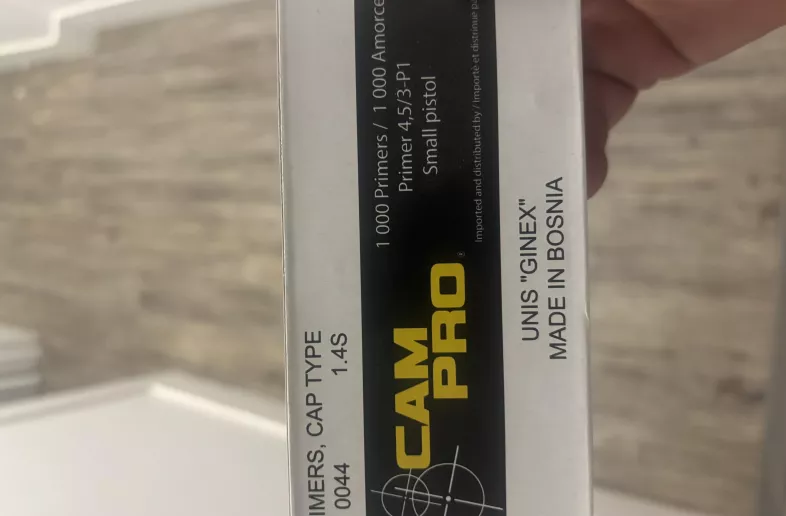 IMERS, CAP TYPE
0044 1.4S
CAM
PRO
®
1 000 Primers / 1 000 Amorce
Primer 4,5/3-P1
Small pistol
Imported and distributed by / Importé et distribué pa
UNIS "GINEX"
MADE IN BOSNIA